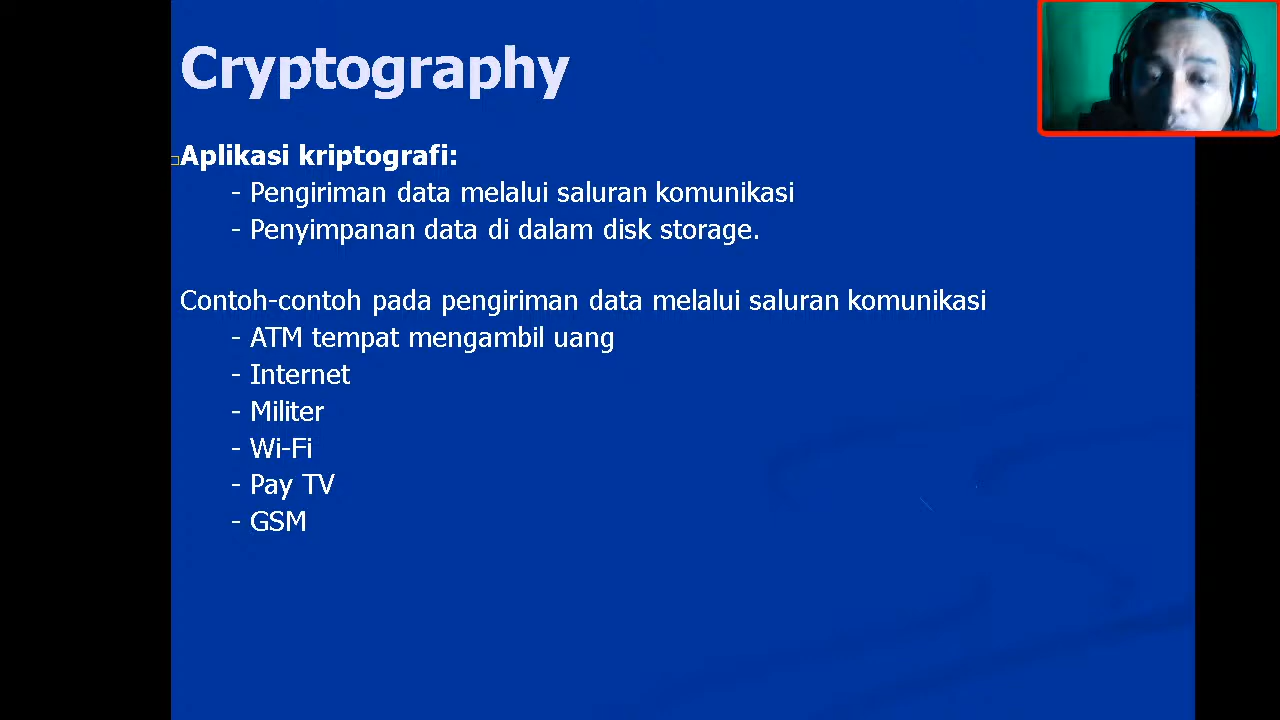 Cryptography
Aplikasi kriptografi:
- Pengiriman data melalui saluran komunikasi
- Penyimpanan data di dalam disk storage.
Contoh-contoh pada pengiriman data melalui saluran komunikasi
- ATM tempat mengambil uang
- Internet
- Militer
- Wi-Fi
- Pay TV
- GSM